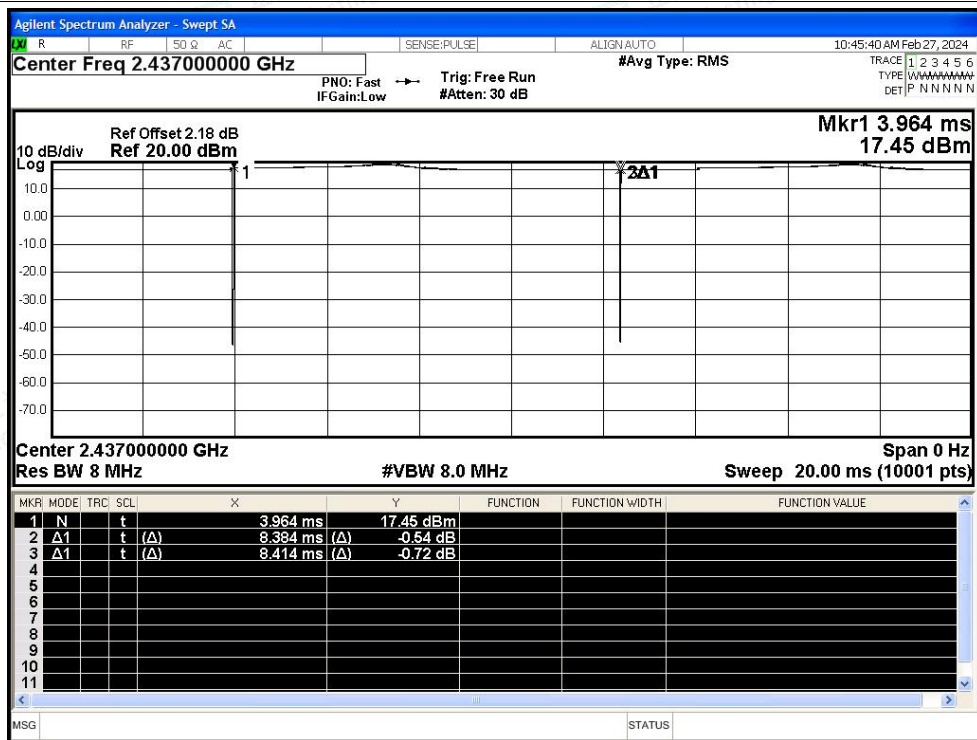 Agilent Spectrum Analyzer - Swept SA
LXI R RF 50 Ω AC SENSE:PULSE ALIGN AUTO 10:45:40 AM Feb 27, 2024
Center Freq 2.437000000 GHz #Avg Type: RMS TRACE 1 2 3 4 5 6
PNO: Fast Trig: Free Run TYPE WWWWWW
IFGain:Low #Atten: 30 dB DET P N N N N N
Mkr1 3.964 ms
Ref Offset 2.18 dB
10 dB/div Ref 20.00 dBm 17.45 dBm
Log
1 3Δ1
10.0
0.00
-10.0
-20.0
-30.0
-40.0
-50.0
-60.0
-70.0
Center 2.437000000 GHz Span 0 Hz
Res BW 8 MHz #VBW 8.0 MHz Sweep 20.00 ms (10001 pts)
MKR MODE TRC SCL X Y FUNCTION FUNCTION WIDTH FUNCTION VALUE
1 N t 3.964 ms 17.45 dBm
2 Δ1 t (Δ) 8.384 ms (Δ) -0.54 dB
3 Δ1 t (Δ) 8.414 ms (Δ) -0.72 dB
4
5
6
7
8
9
10
11
MSG STATUS